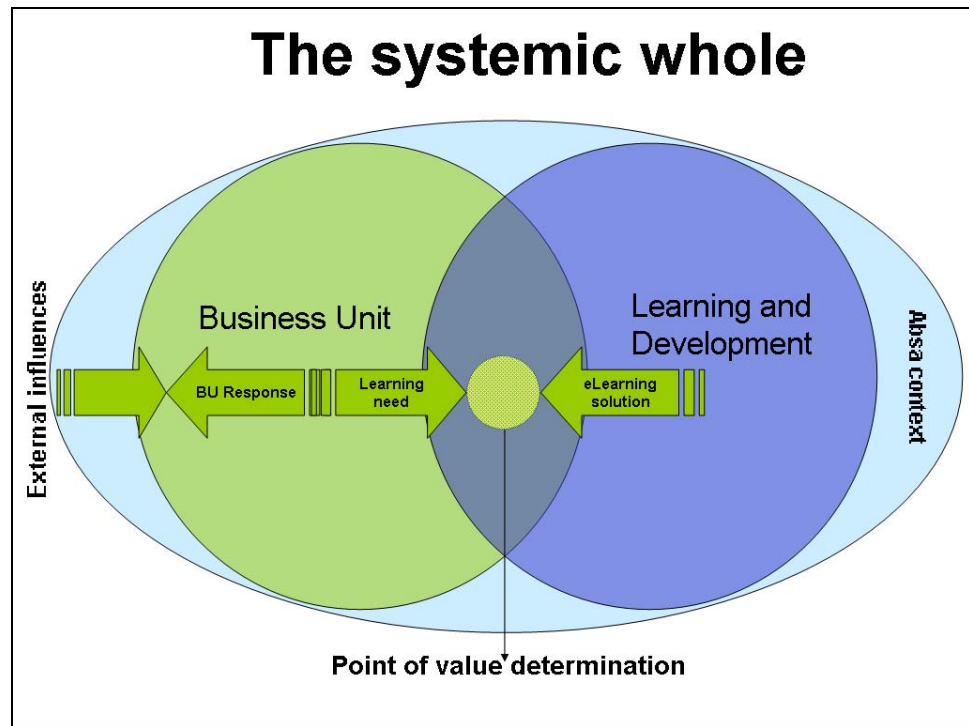 The systemic whole
External influences
Business Unit
BU Response
Learning
need
eLearning
solution
Learning and
Development
Absa context
Point of value determination